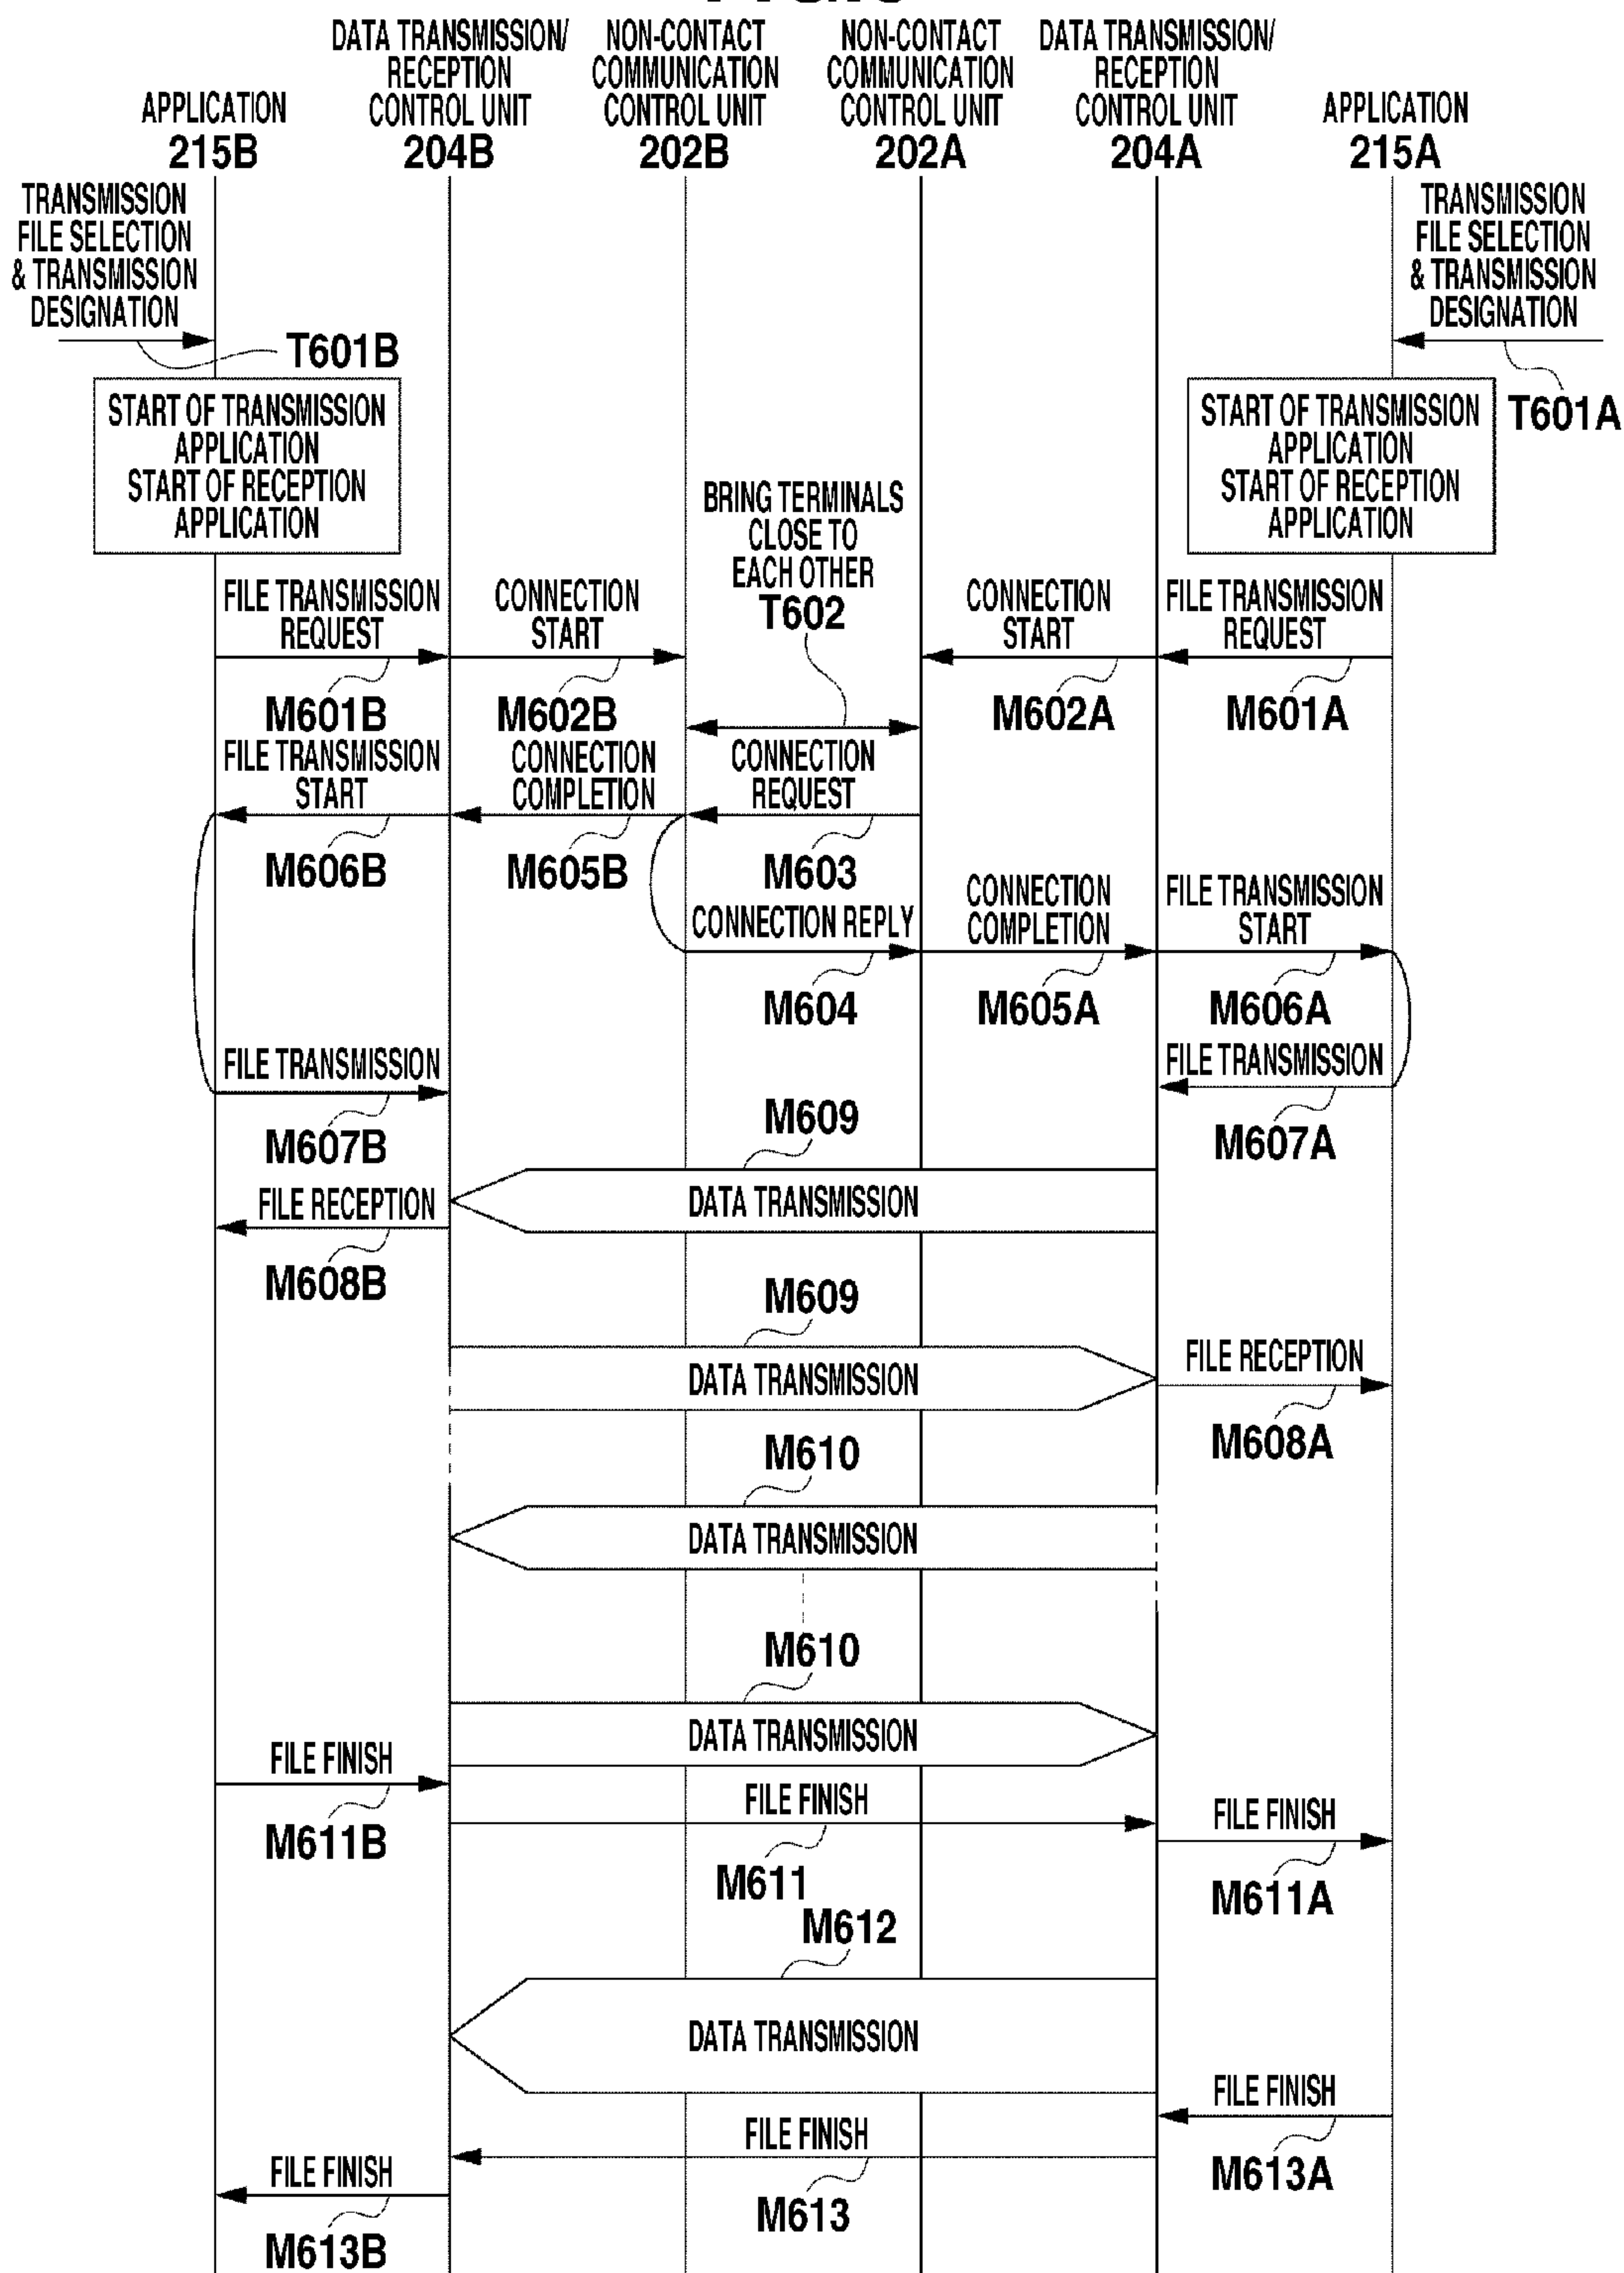 DATA TRANSMISSION/
RECEPTION
CONTROL UNIT
204B
NON-CONTACT
COMMUNICATION
CONTROL UNIT
202B
NON-CONTACT
COMMUNICATION
CONTROL UNIT
202A
DATA TRANSMISSION/
RECEPTION
CONTROL UNIT
204A
APPLICATION
215B
APPLICATION
215A
TRANSMISSION
FILE SELECTION
& TRANSMISSION
DESIGNATION
T601B
TRANSMISSION
FILE SELECTION
& TRANSMISSION
DESIGNATION
T601A
START OF TRANSMISSION
APPLICATION
START OF RECEPTION
APPLICATION
START OF TRANSMISSION
APPLICATION
START OF RECEPTION
APPLICATION
BRING TERMINALS
CLOSE TO
EACH OTHER
T602
FILE TRANSMISSION
REQUEST
M601B
CONNECTION
START
M602B
CONNECTION
START
M602A
FILE TRANSMISSION
REQUEST
M601A
FILE TRANSMISSION
START
M606B
CONNECTION
COMPLETION
M605B
CONNECTION
REQUEST
M603
CONNECTION REPLY
M604
CONNECTION
COMPLETION
M605A
FILE TRANSMISSION
START
M606A
FILE TRANSMISSION
M607B
FILE TRANSMISSION
M607A
M609
DATA TRANSMISSION
FILE RECEPTION
M608B
M609
DATA TRANSMISSION
FILE RECEPTION
M608A
M610
DATA TRANSMISSION
M610
DATA TRANSMISSION
FILE FINISH
M611B
FILE FINISH
M611
FILE FINISH
M611A
M612
DATA TRANSMISSION
FILE FINISH
M613A
FILE FINISH
M613
FILE FINISH
M613B